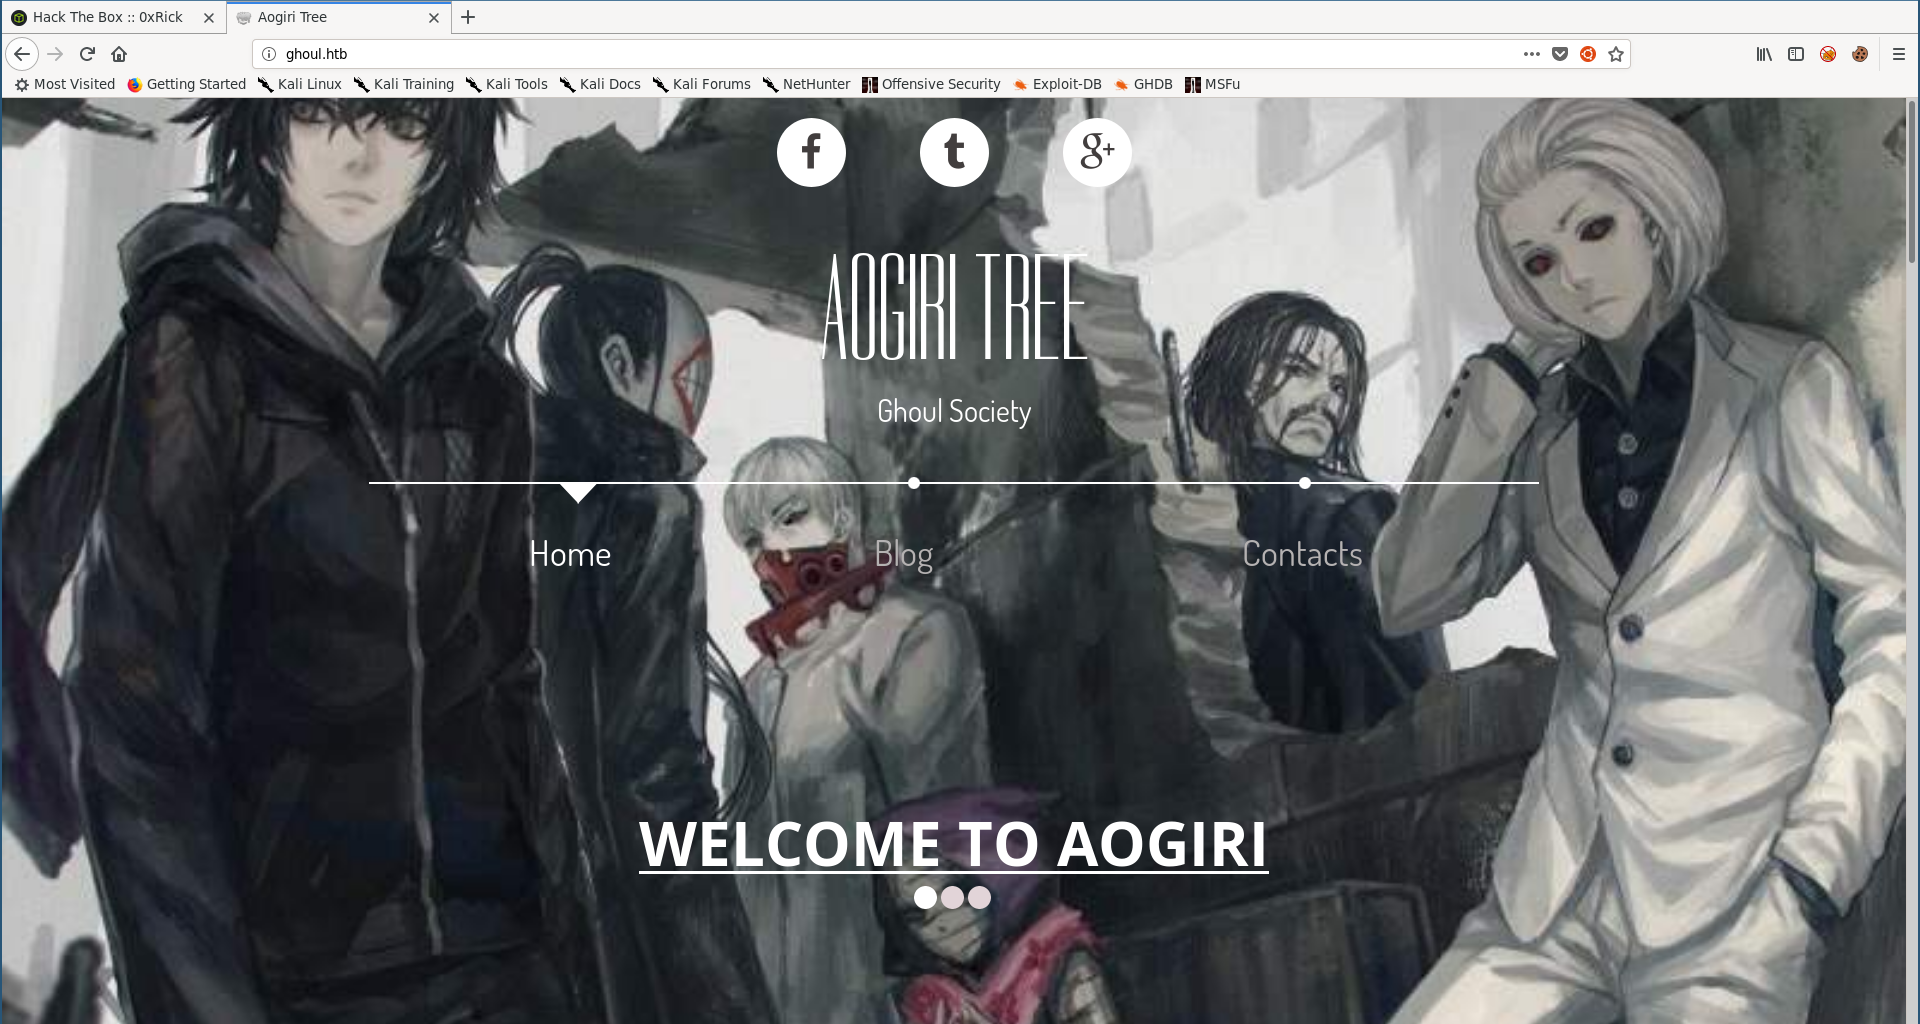 Hack The Box :: 0xRick
Aogiri Tree
ghoul.htb
Most Visited Getting Started Kali Linux Kali Training Kali Tools Kali Docs Kali Forums NetHunter Offensive Security Exploit-DB GHDB MSFu
f t g+
AOGIRI TREE
Ghoul Society
Home Blog Contacts
WELCOME TO AOGIRI